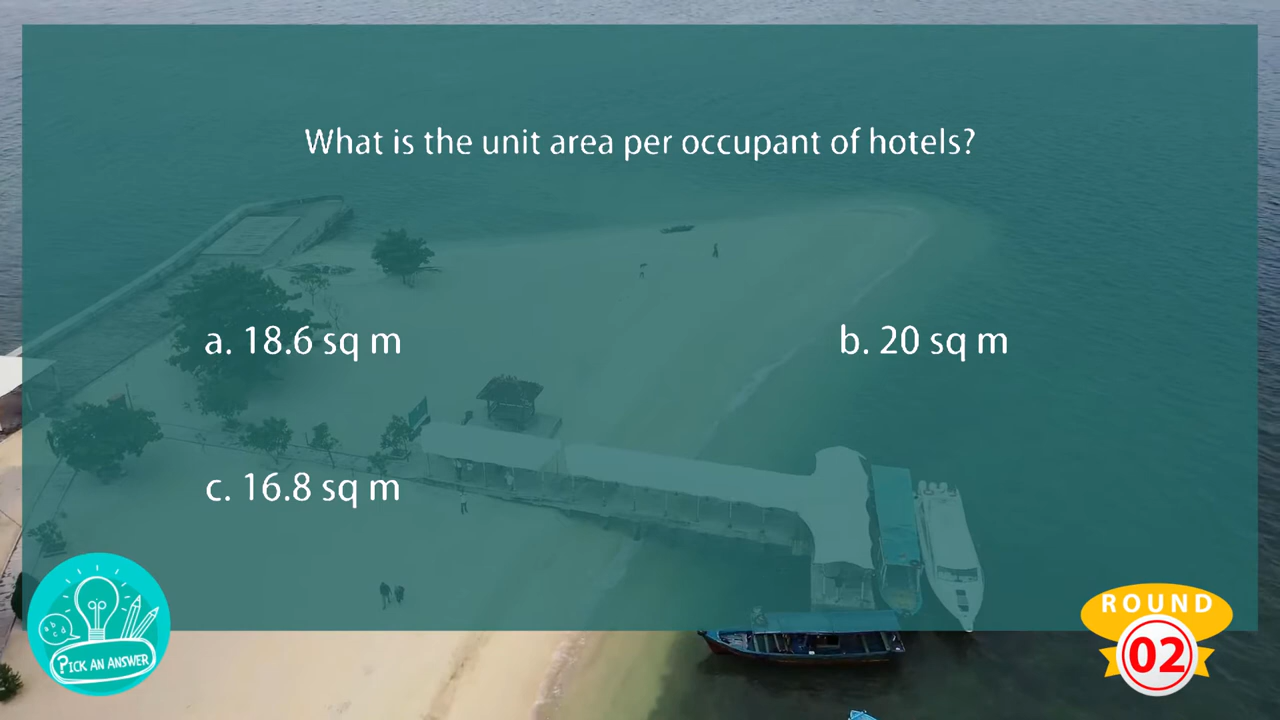 What is the unit area per occupant of hotels?
a. 18.6 sq m
b. 20 sq m
c. 16.8 sq m
a b c d
PICK AN ANSWER
ROUND
02